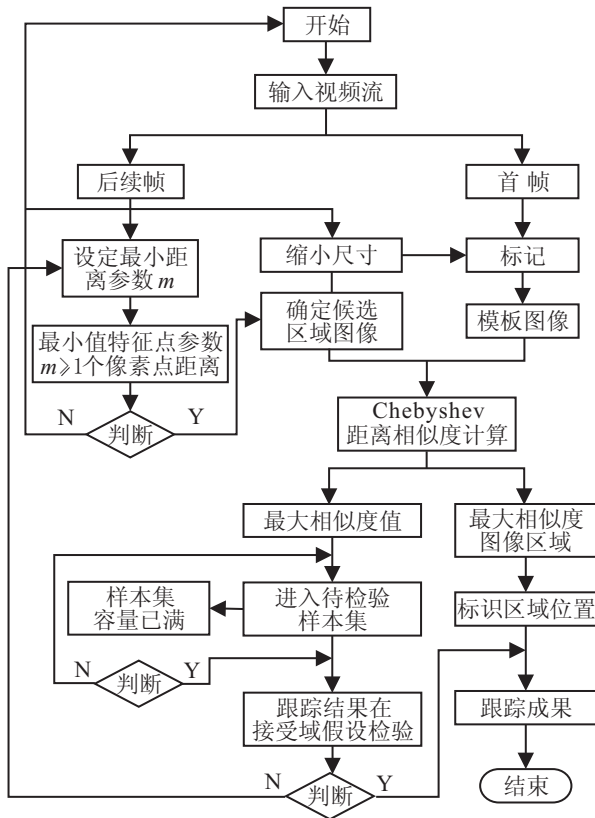 开始
输入视频流
后续帧
首 帧
设定最小距
离参数 m
缩小尺寸
标记
确定候选
区域图像
模板图像
最小值特征点参数
m⩾1个像素点距离
N
判断
Y
Chebyshev
距离相似度计算
最大相似度值
最大相似度
图像区域
样本集
容量已满
进入待检验
样本集
标识区域位置
N
判断
Y
跟踪结果在
接受域假设检验
跟踪成果
N
判断
Y
结束